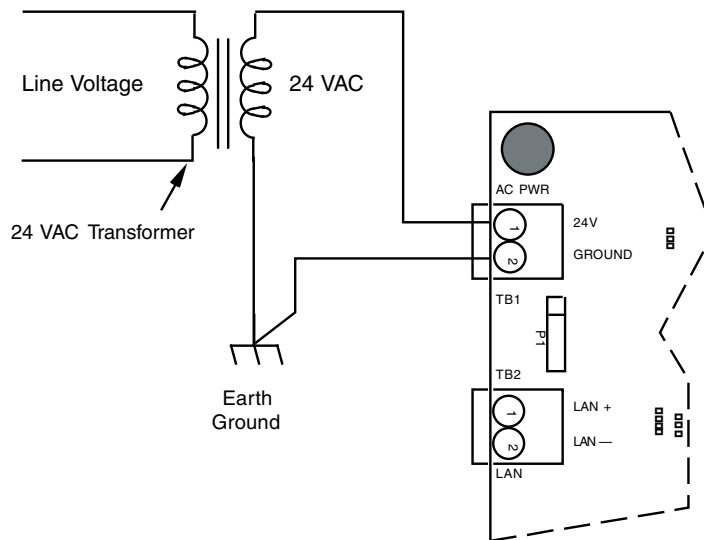 Line Voltage
24 VAC
24 VAC Transformer
Earth
Ground
AC PWR
1
24V
2
GROUND
TB1
P1
TB2
1
LAN +
2
LAN —
LAN